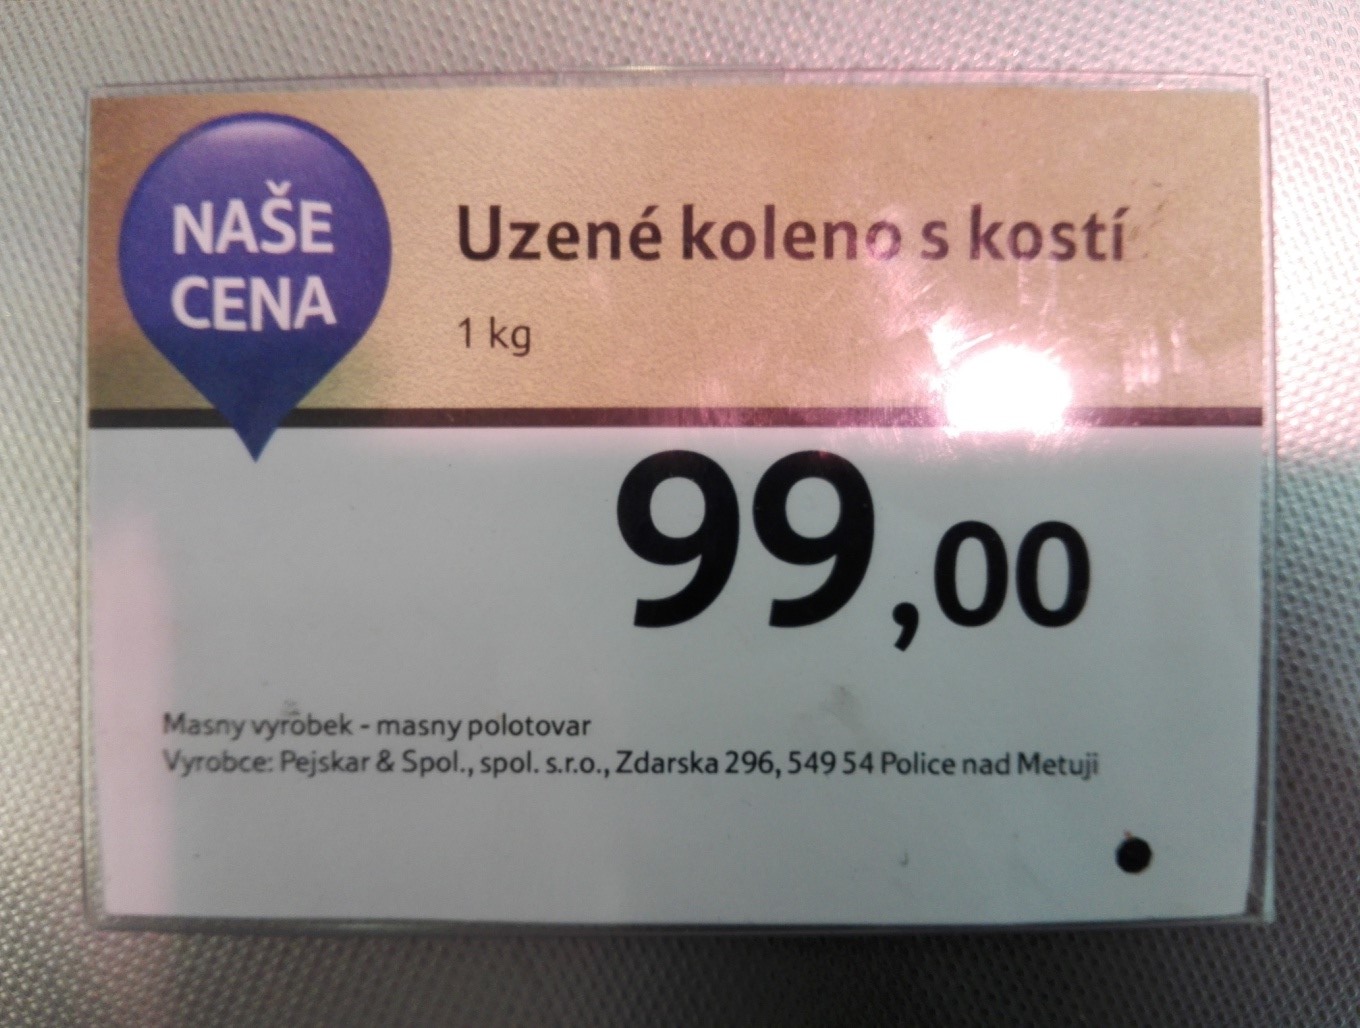 NAŠE
CENA
Uzené koleno s kostí
1 kg
99,00
Masny vyrobek - masny polotovar
Vyrobce: Pejskar & Spol., spol. s.r.o., Zdarska 296, 549 54 Police nad Metuji